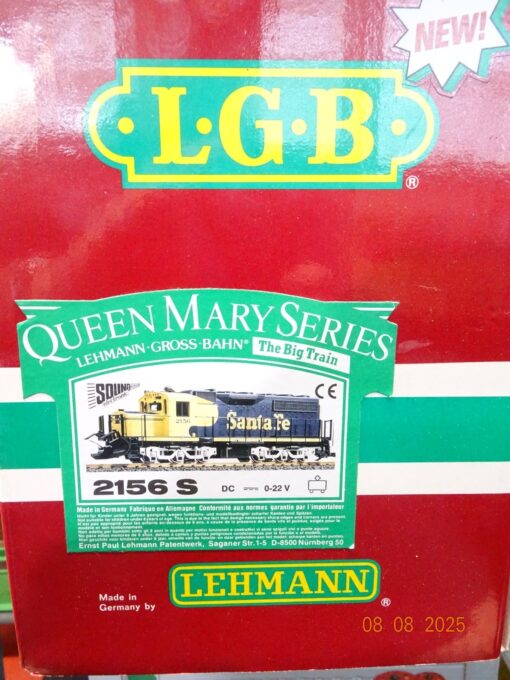 NEW!
L·G·B·
®
QUEEN MARY SERIES
LEHMANN·GROSS·BAHN® The Big Train
SOUND
CE
2156
Santa Fe
2156 S DC 0-22 V
Made in Germany Fabriqué en Allemagne Conformité aux normes garantie par l'importateur
Ernst Paul Lehmann Patentwerk, Saganer Str. 1-5 D-8500 Nürnberg 50
Made in
Germany by
LEHMANN®
08 08 2025